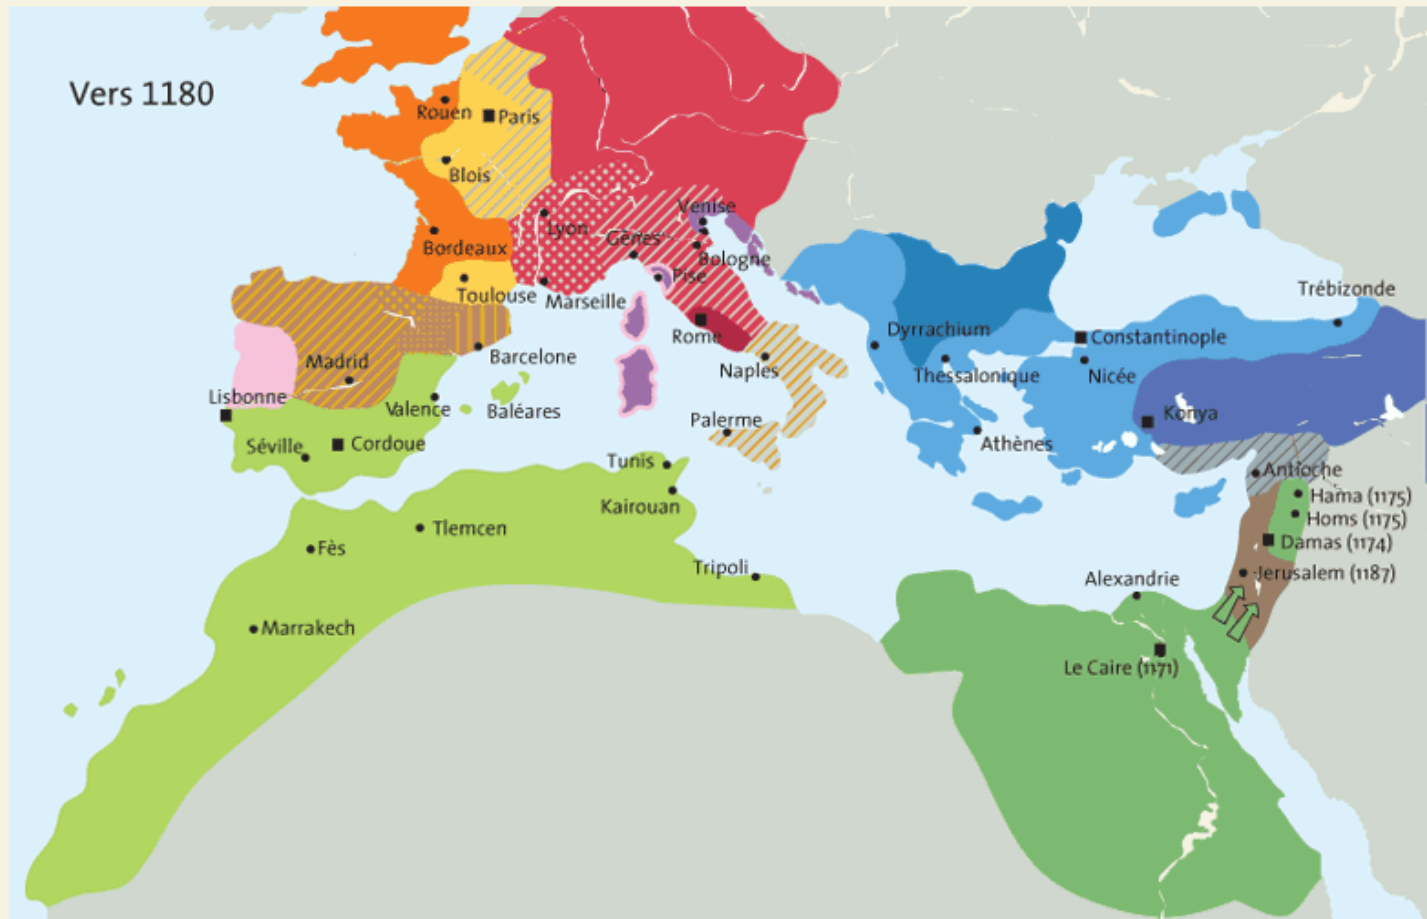 Vers 1180
Rouen
Paris
Blois
Lyon
Venise
Gênes
Bologne
Bordeaux
Pise
Toulouse
Marseille
Trébizonde
Rome
Dyrrachium
Constantinople
Madrid
Barcelone
Naples
Thessalonique
Nicée
Lisbonne
Valence
Baléares
Palerme
Konya
Séville
Cordoue
Athènes
Tunis
Antioche
Kairouan
Hama (1175)
Homs (1175)
Tlemcen
Fès
Damas (1174)
Tripoli
Alexandrie
Jerusalem (1187)
Marrakech
Le Caire (1171)